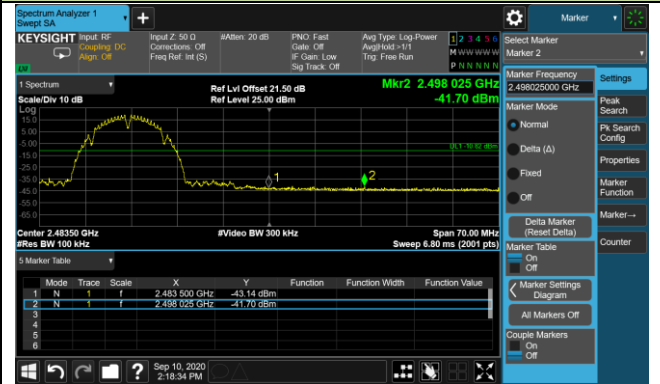 Spectrum Analyzer 1
Swept SA
Marker
KEYSIGHT Input: RF Input Z: 50 Ω #Atten: 20 dB PNO: Fast Avg Type: Log-Power 1 2 3 4 5 6
Coupling: DC Corrections: Off Gate: Off Avg|Hold:>1/1 M W W W W W
Align: Off Freq Ref: Int (S) IF Gain: Low Trig: Free Run
Sig Track: Off P N N N N N
Select Marker
Marker 2
1 Spectrum
Scale/Div 10 dB
Ref Lvl Offset 21.50 dB
Ref Level 25.00 dBm
Mkr2 2.498 025 GHz
-41.70 dBm
Log
15.0
5.00
-5.00
-15.0
-25.0
-35.0
-45.0
-55.0
-65.0
DL1 -10.02 dBm
1
2
Center 2.48350 GHz #Video BW 300 kHz Span 70.00 MHz
#Res BW 100 kHz Sweep 6.80 ms (2001 pts)
5 Marker Table
Mode Trace Scale X Y Function Function Width Function Value
1 N 1 f 2.483 500 GHz -43.14 dBm
2 N 1 f 2.498 025 GHz -41.70 dBm
3
4
5
6
Marker Frequency
2.498025000 GHz
Marker Mode
Normal
Delta (Δ)
Fixed
Off
Delta Marker
(Reset Delta)
Marker Table
On
Off
Marker Settings
Diagram
All Markers Off
Couple Markers
On
Off
Settings
Peak
Search
Pk Search
Config
Properties
Marker
Function
Marker→
Counter
Sep 10, 2020
2:18:34 PM